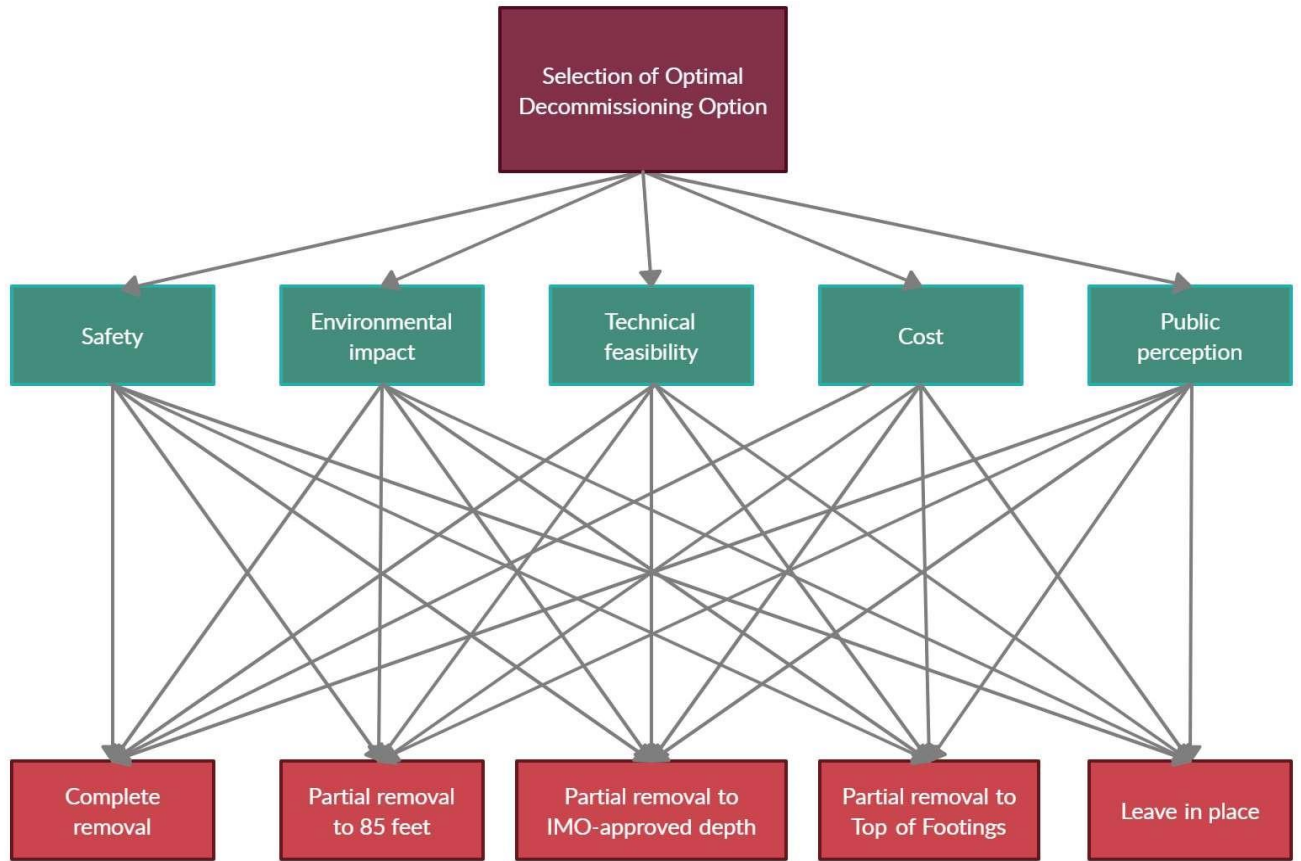 Selection of Optimal
Decommissioning Option
Safety
Environmental
impact
Technical
feasibility
Cost
Public
perception
Complete
removal
Partial removal
to 85 feet
Partial removal to
IMO-approved depth
Partial removal to
Top of Footings
Leave in place